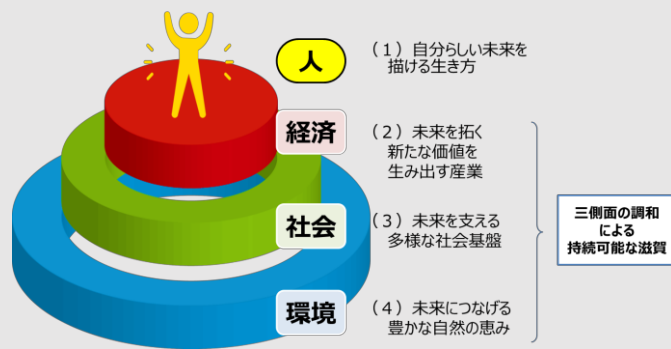 人
（1）自分らしい未来を
描ける生き方
経済
（2）未来を拓く
新たな価値を
生み出す産業
社会
（3）未来を支える
多様な社会基盤
環境
（4）未来につなげる
豊かな自然の恵み
三側面の調和
による
持続可能な滋賀